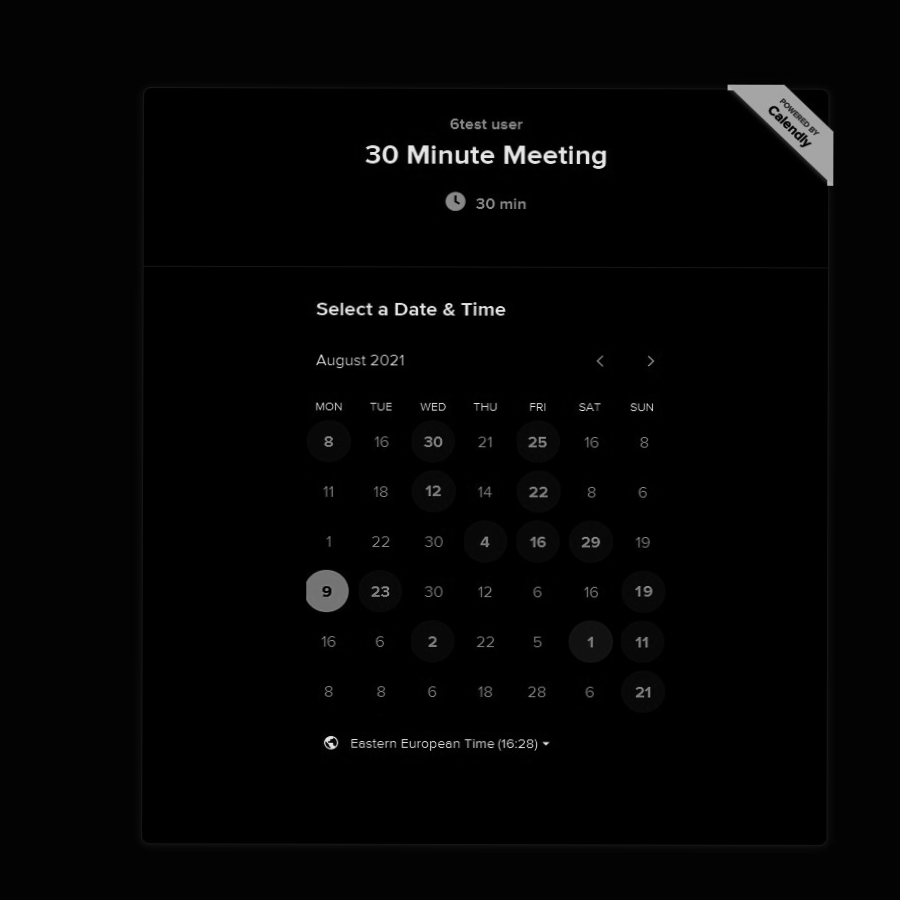 POWERED BY
Calendly
6test user
30 Minute Meeting
30 min
Select a Date & Time
August 2021
MON TUE WED THU FRI SAT SUN
8 16 30 21 25 16 8
11 18 12 14 22 8 6
1 22 30 4 16 29 19
9 23 30 12 6 16 19
16 6 2 22 5 1 11
8 8 6 18 28 6 21
Eastern European Time (16:28)